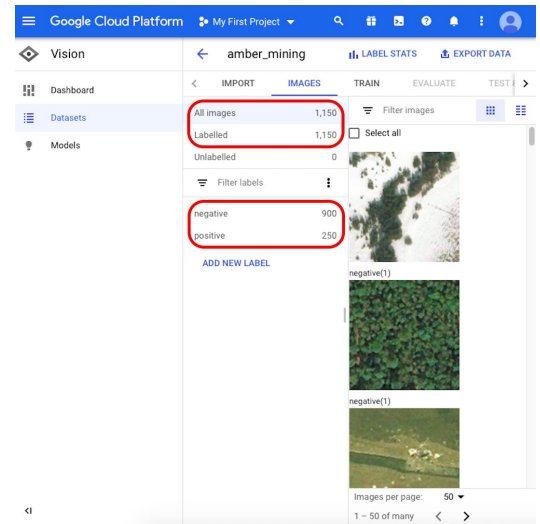 Google Cloud Platform My First Project
Vision
amber_mining LABEL STATS EXPORT DATA
Dashboard
Datasets
Models
IMPORT IMAGES TRAIN EVALUATE TEST
All images 1,150
Labelled 1,150
Unlabelled 0
Filter labels
negative 900
positive 250
ADD NEW LABEL
Filter images
Select all
negative(1)
negative(1)
Images per page: 50
1 – 50 of many